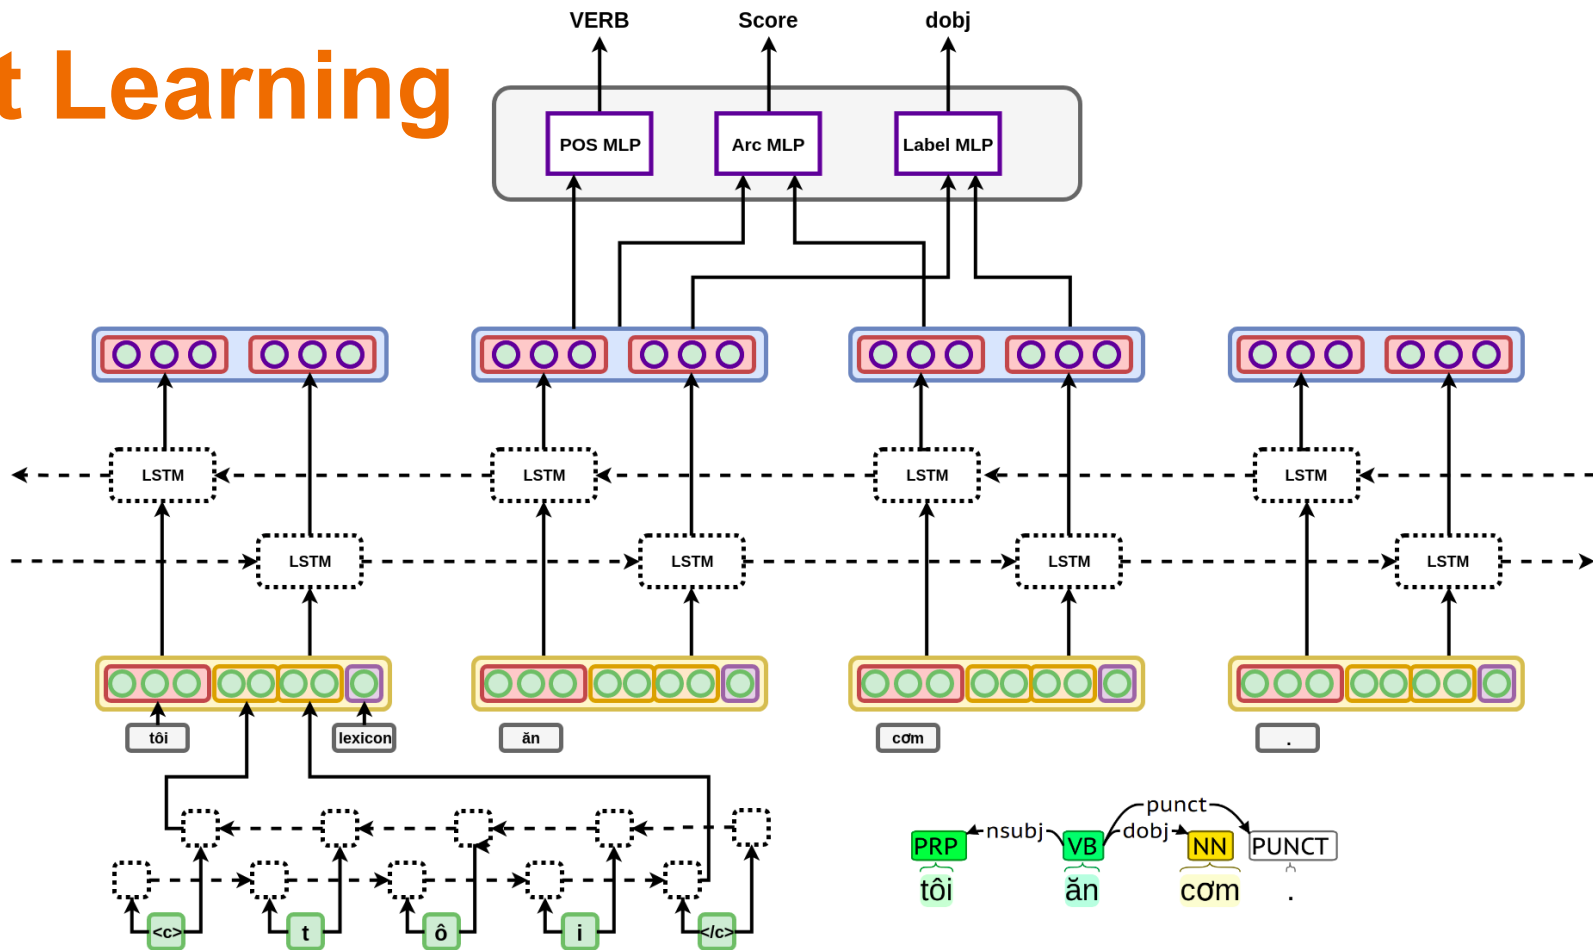 VERB Score dobj
t Learning
POS MLP Arc MLP Label MLP
LSTM LSTM LSTM LSTM
LSTM LSTM LSTM LSTM
tôi lexicon ăn cơm .
punct
nsubj dobj
PRP VB NN PUNCT
tôi ăn cơm .
<c> t ô i </c>